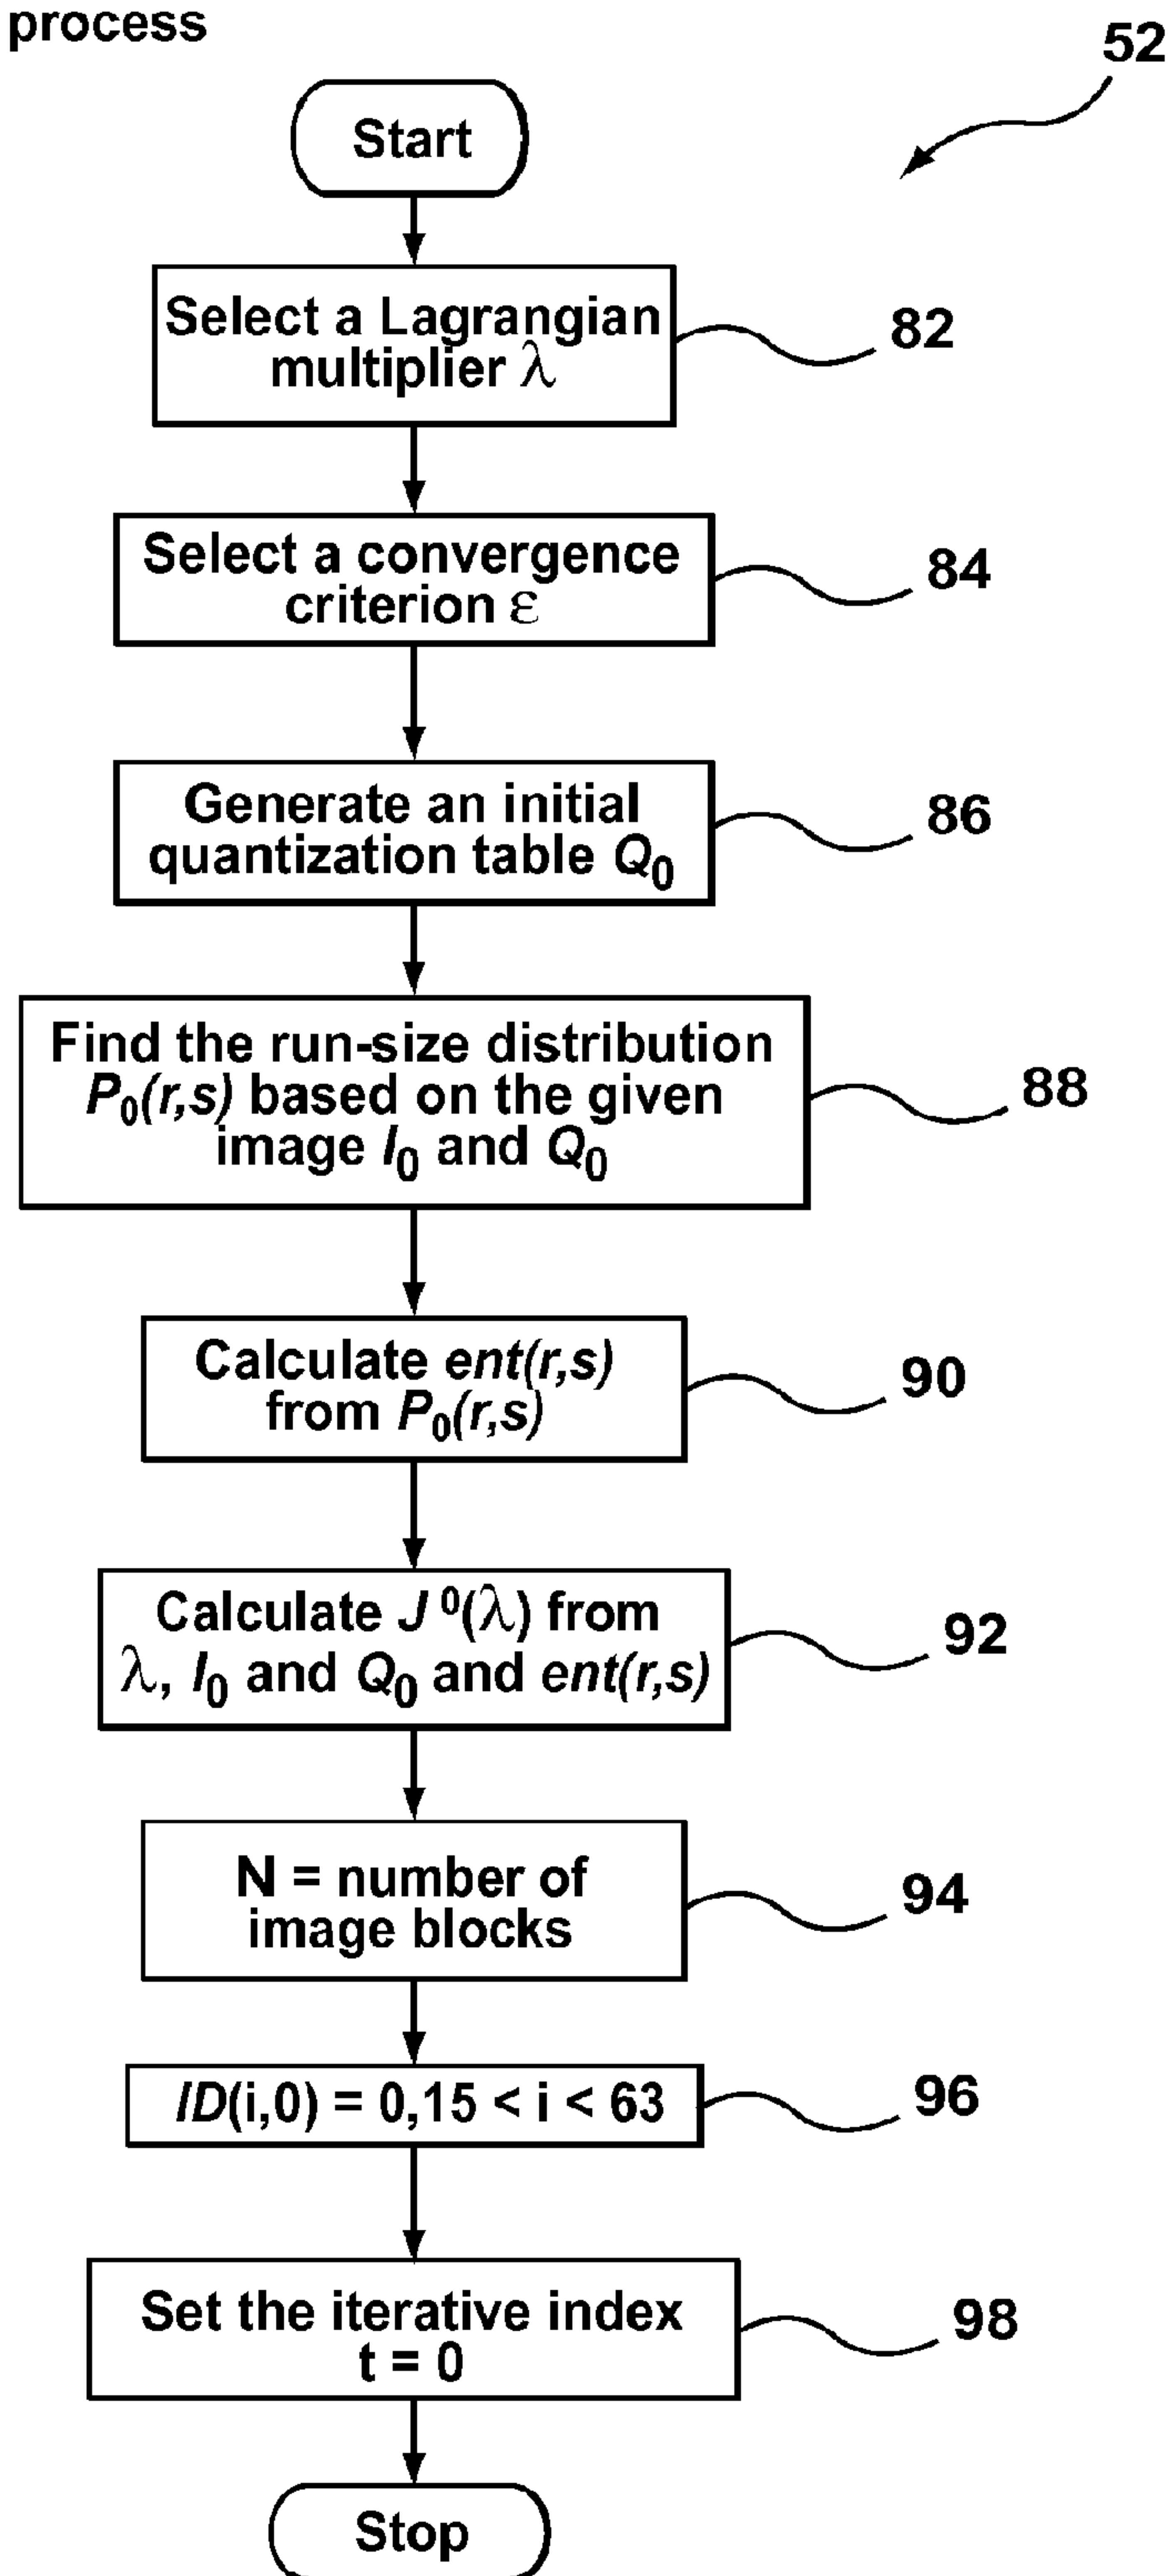 process
52
Start
Select a Lagrangian
multiplier λ
82
Select a convergence
criterion ε
84
Generate an initial
quantization table Q₀
86
Find the run-size distribution
P₀(r,s) based on the given
image I₀ and Q₀
88
Calculate ent(r,s)
from P₀(r,s)
90
Calculate J⁰(λ) from
λ, I₀ and Q₀ and ent(r,s)
92
N = number of
image blocks
94
ID(i,0) = 0,15 < i < 63
96
Set the iterative index
t = 0
98
Stop